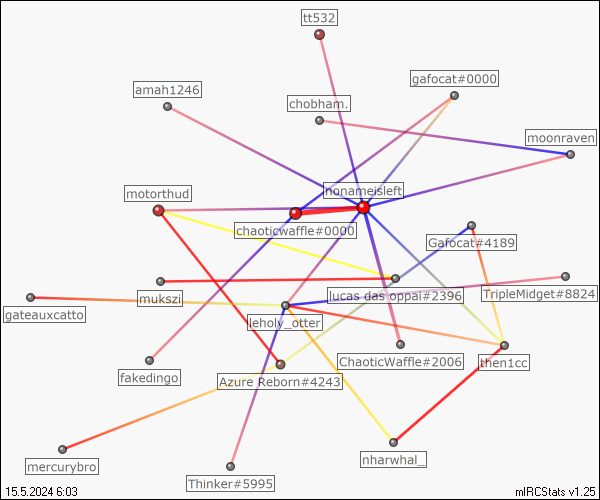 tt532
gafocat#0000
amah1246
chobham.
moonraven
nonameisleft
motorthud
chaoticwaffle#0000
Gafocat#4189
mukszi
lucas das oppai#2396
TripleMidget#8824
gateauxcatto
leholy_otter
ChaoticWaffle#2006
then1cc
fakedingo
Azure Reborn#4243
mercurybro
nharwhal_
Thinker#5995
15.5.2024 6:03
mIRCStats v1.25